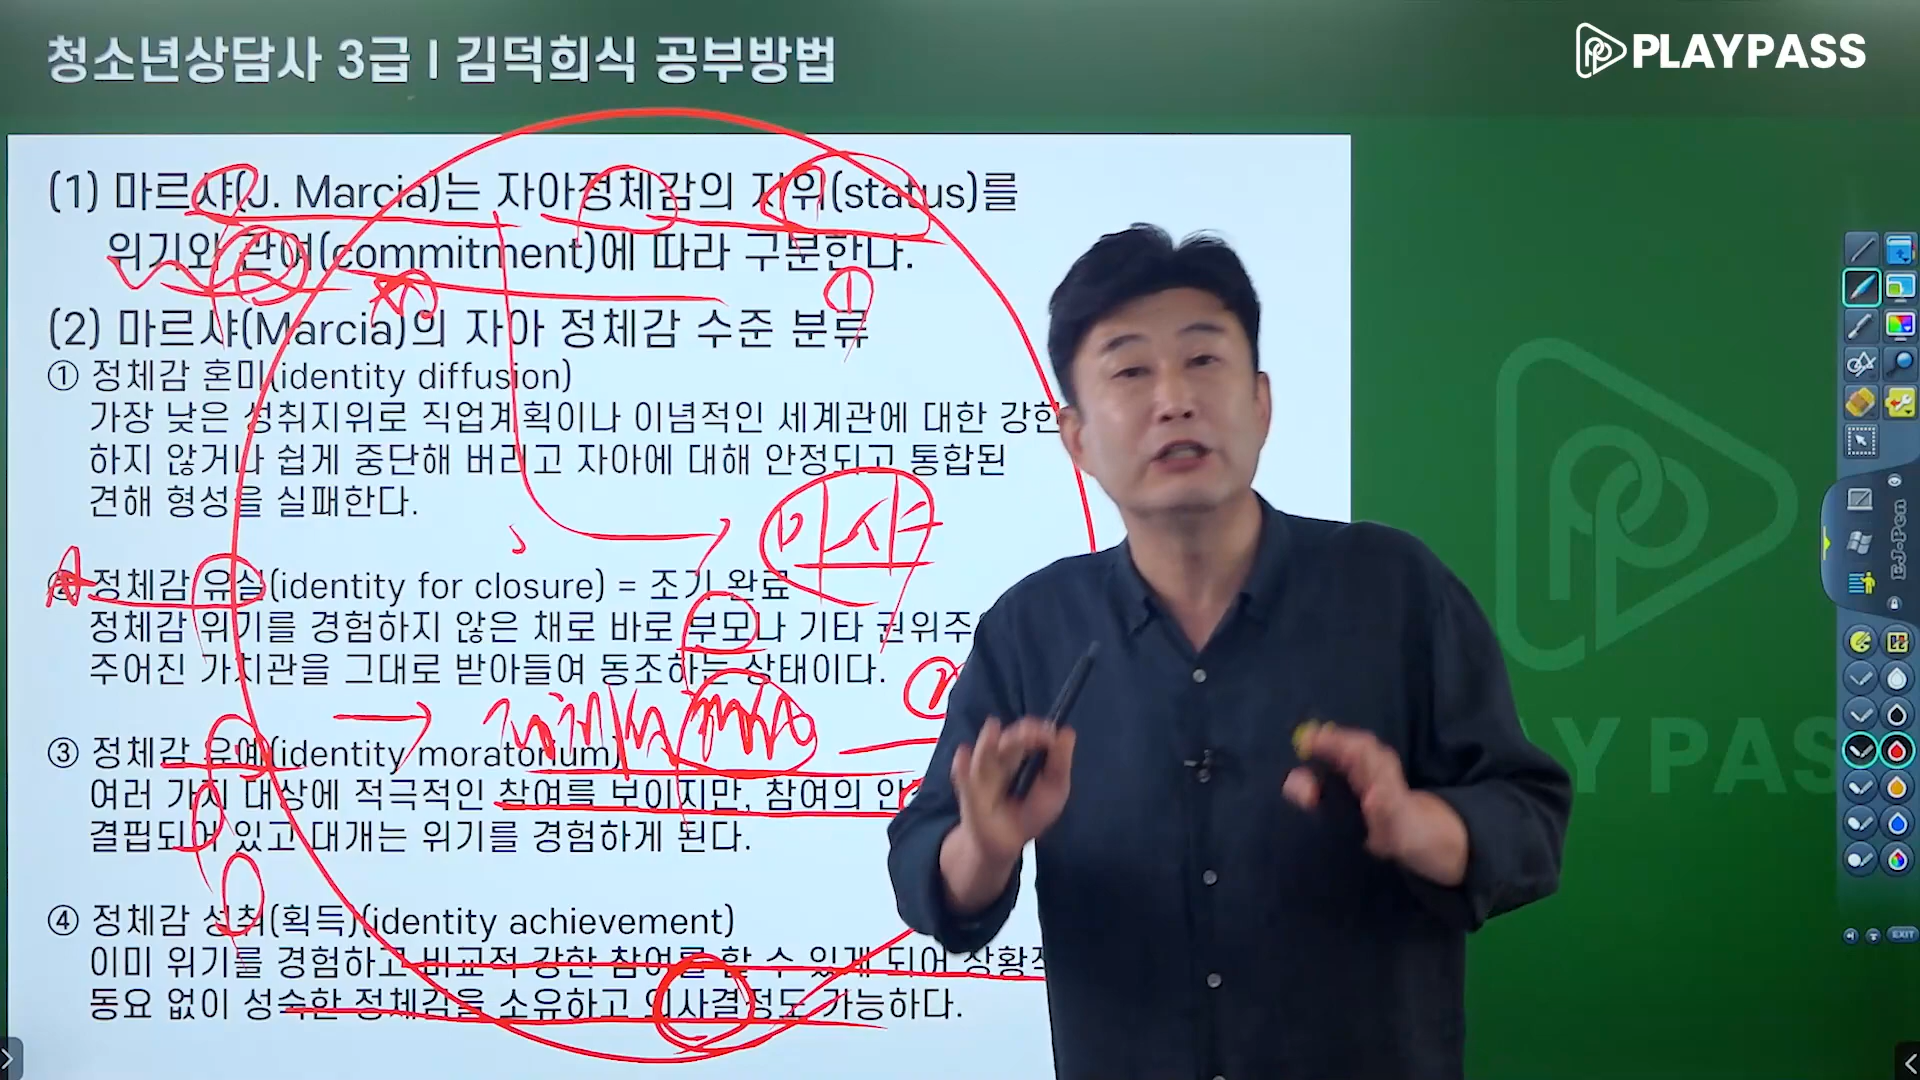 청소년상담사 3급 I 김덕희식 공부방법
PLAYPASS
(1) 마르샤(J. Marcia)는 자아정체감의 지위(status)를
위기와 관여(commitment)에 따라 구분한다.
(2) 마르샤(Marcia)의 자아 정체감 수준 분류
① 정체감 혼미(identity diffusion)
가장 낮은 성취지위로 직업계획이나 이념적인 세계관에 대한 강한
하지 않거나 쉽게 중단해 버리고 자아에 대해 안정되고 통합된
견해 형성을 실패한다.
② 정체감 유실(identity for closure) = 조기 완료
정체감 위기를 경험하지 않은 채로 바로 부모나 기타 권위주
주어진 가치관을 그대로 받아들여 동조하는 상태이다.
③ 정체감 유예(identity moratorium)
여러 가지 대상에 적극적인 참여를 보이지만, 참여의
결핍되어 있고 대개는 위기를 경험하게 된다.
④ 정체감 성취(획득)(identity achievement)
이미 위기를 경험하고 비교적 강한 참여를 할 수 있게 되어
동요 없이 성숙한 정체감을 소유하고 의사결정도 가능하다.
마샤
①
EJ-Pen
EXIT